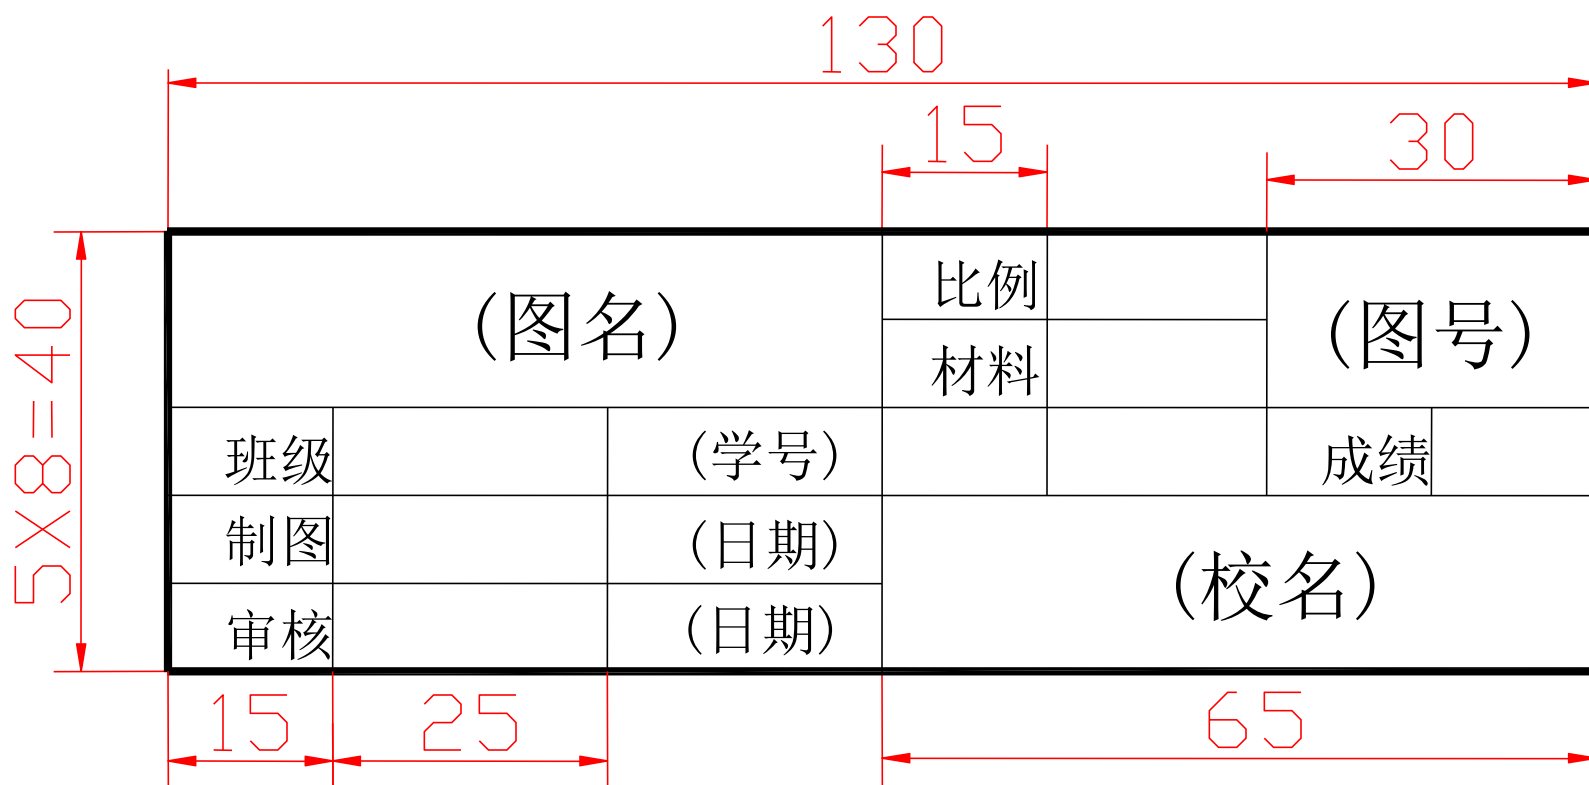 130
15
30
比例
(图名)
(图号)
材料
5X8=40
班级
(学号)
成绩
制图
(日期)
(校名)
审核
(日期)
15
25
65